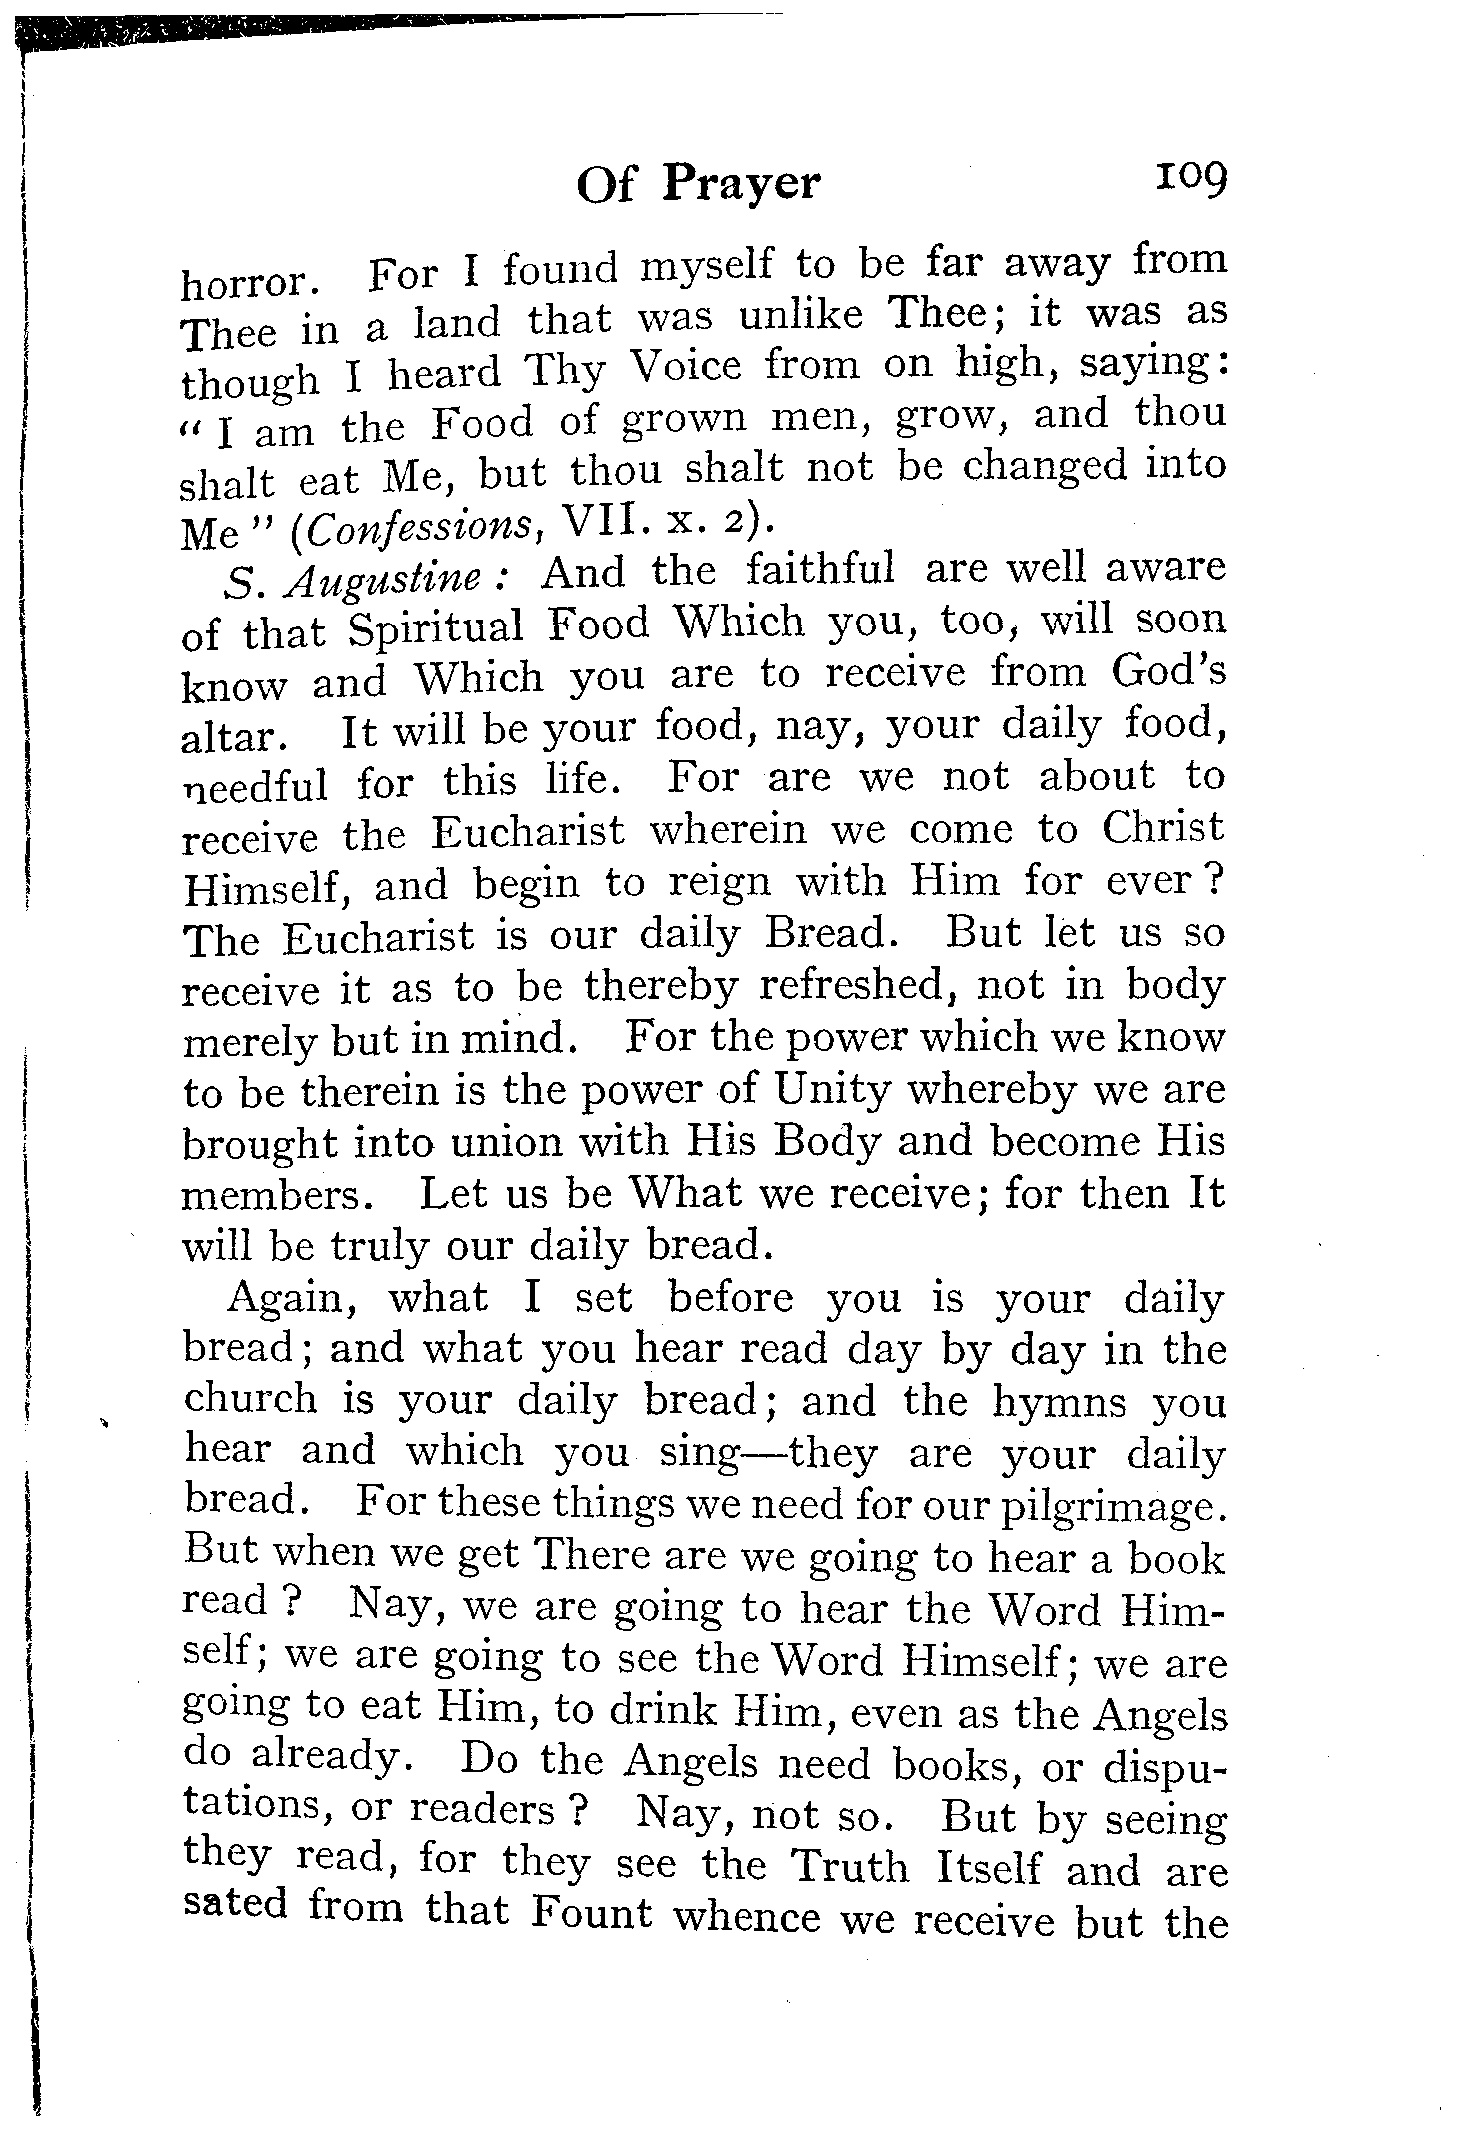 Of Prayer 109
horror. For I found myself to be far away from
Thee in a land that was unlike Thee; it was as
though I heard Thy Voice from on high, saying:
“ I am the Food of grown men, grow, and thou
shalt eat Me, but thou shalt not be changed into
Me ” (Confessions, VII. x. 2).
S. Augustine : And the faithful are well aware
of that Spiritual Food Which you, too, will soon
know and Which you are to receive from God's
altar. It will be your food, nay, your daily food,
needful for this life. For are we not about to
receive the Eucharist wherein we come to Christ
Himself, and begin to reign with Him for ever ?
The Eucharist is our daily Bread. But let us so
receive it as to be thereby refreshed, not in body
merely but in mind. For the power which we know
to be therein is the power of Unity whereby we are
brought into union with His Body and become His
members. Let us be What we receive; for then It
will be truly our daily bread.
Again, what I set before you is your daily
bread; and what you hear read day by day in the
church is your daily bread; and the hymns you
hear and which you sing—they are your daily
bread. For these things we need for our pilgrimage.
But when we get There are we going to hear a book
read ? Nay, we are going to hear the Word Him-
self; we are going to see the Word Himself; we are
going to eat Him, to drink Him, even as the Angels
do already. Do the Angels need books, or dispu-
tations, or readers ? Nay, not so. But by seeing
they read, for they see the Truth Itself and are
sated from that Fount whence we receive but the